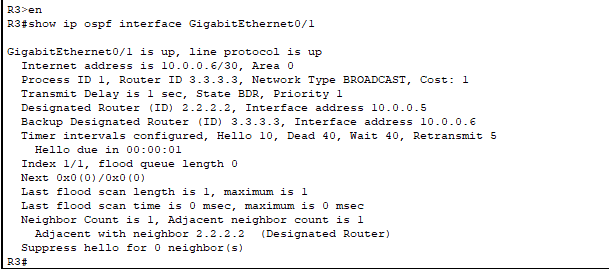 R3>en
R3#show ip ospf interface GigabitEthernet0/1
GigabitEthernet0/1 is up, line protocol is up
Internet address is 10.0.0.6/30, Area 0
Process ID 1, Router ID 3.3.3.3, Network Type BROADCAST, Cost: 1
Transmit Delay is 1 sec, State BDR, Priority 1
Designated Router (ID) 2.2.2.2, Interface address 10.0.0.5
Backup Designated Router (ID) 3.3.3.3, Interface address 10.0.0.6
Timer intervals configured, Hello 10, Dead 40, Wait 40, Retransmit 5
Hello due in 00:00:01
Index 1/1, flood queue length 0
Next 0x0(0)/0x0(0)
Last flood scan length is 1, maximum is 1
Last flood scan time is 0 msec, maximum is 0 msec
Neighbor Count is 1, Adjacent neighbor count is 1
Adjacent with neighbor 2.2.2.2  (Designated Router)
Suppress hello for 0 neighbor(s)
R3#